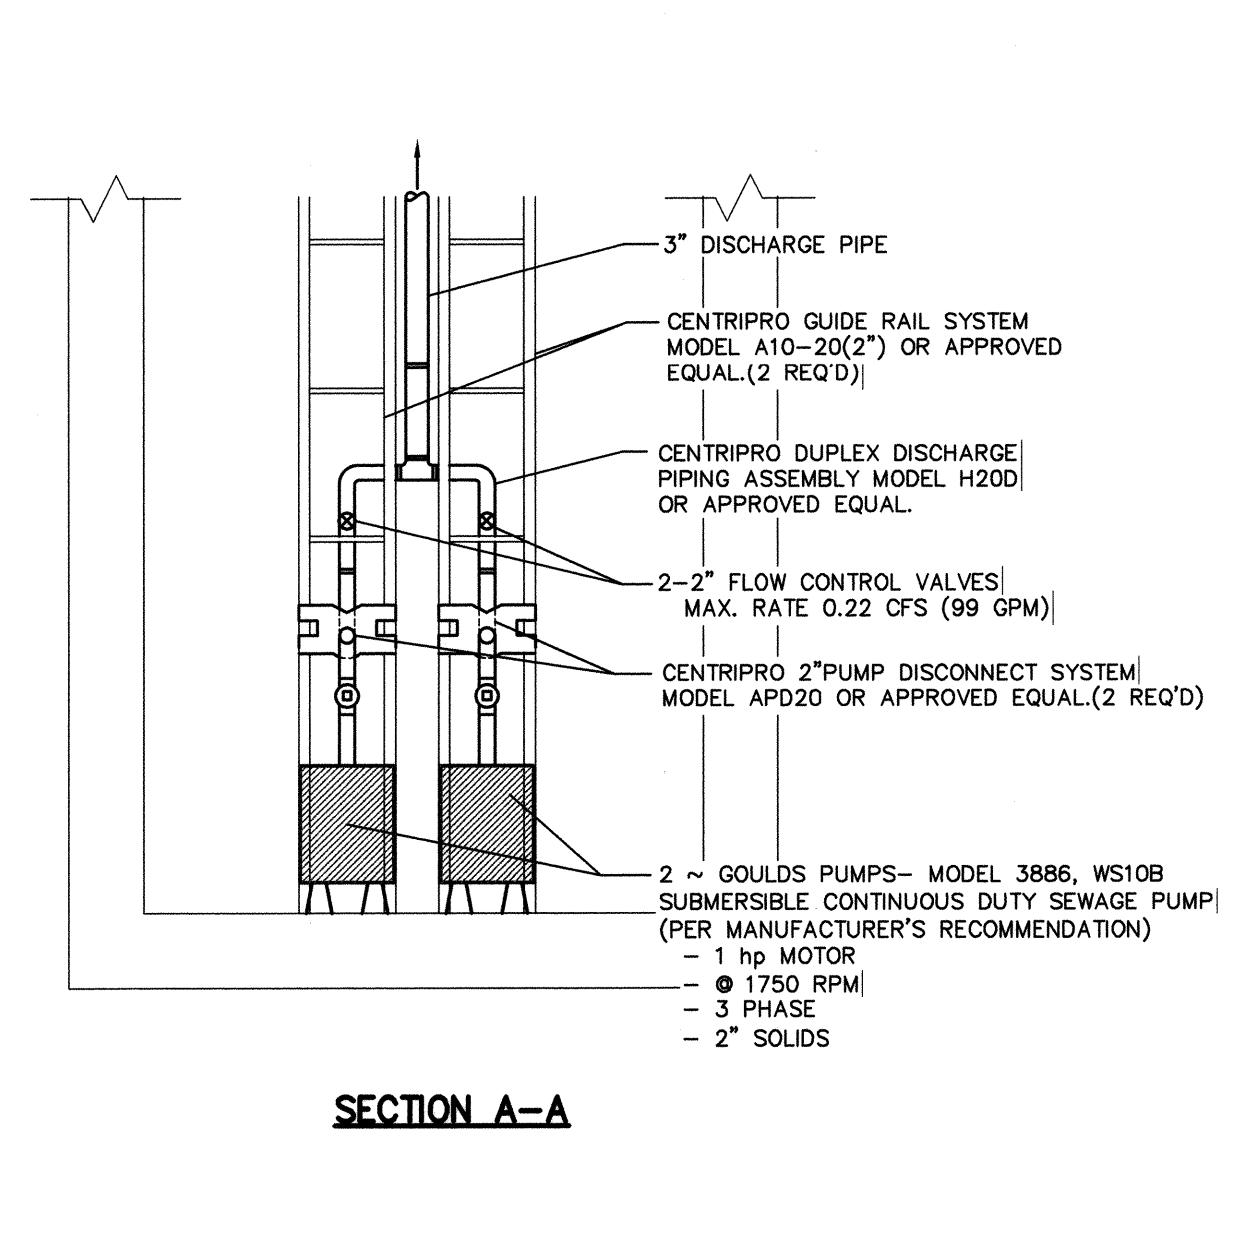 3" DISCHARGE PIPE
CENTRIPRO GUIDE RAIL SYSTEM
MODEL A10-20(2") OR APPROVED
EQUAL.(2 REQ'D)
CENTRIPRO DUPLEX DISCHARGE
PIPING ASSEMBLY MODEL H20D
OR APPROVED EQUAL.
2-2" FLOW CONTROL VALVES
MAX. RATE 0.22 CFS (99 GPM)
CENTRIPRO 2"PUMP DISCONNECT SYSTEM
MODEL APD20 OR APPROVED EQUAL.(2 REQ'D)
2 ~ GOULDS PUMPS- MODEL 3886, WS10B
SUBMERSIBLE CONTINUOUS DUTY SEWAGE PUMP
(PER MANUFACTURER'S RECOMMENDATION)
- 1 hp MOTOR
- @ 1750 RPM
- 3 PHASE
- 2" SOLIDS
SECTION A-A